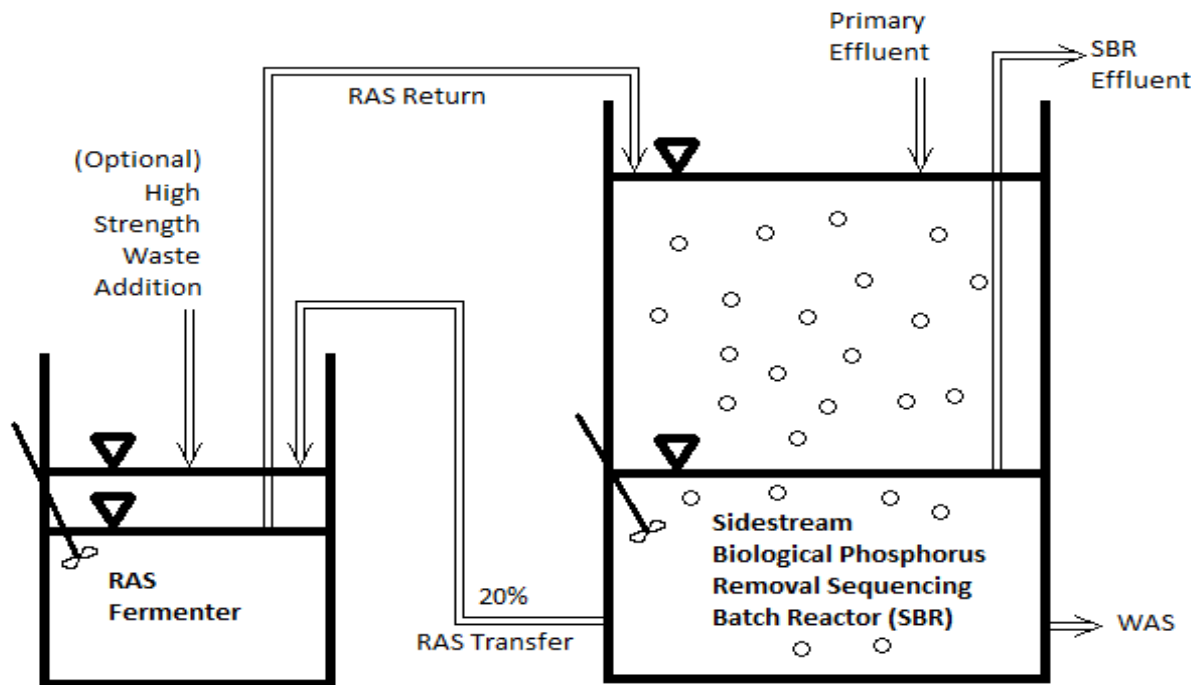 Primary
Effluent
SBR
Effluent
RAS Return
(Optional)
High
Strength
Waste
Addition
RAS
Fermenter
20%
RAS Transfer
Sidestream
Biological Phosphorus
Removal Sequencing
Batch Reactor (SBR)
WAS